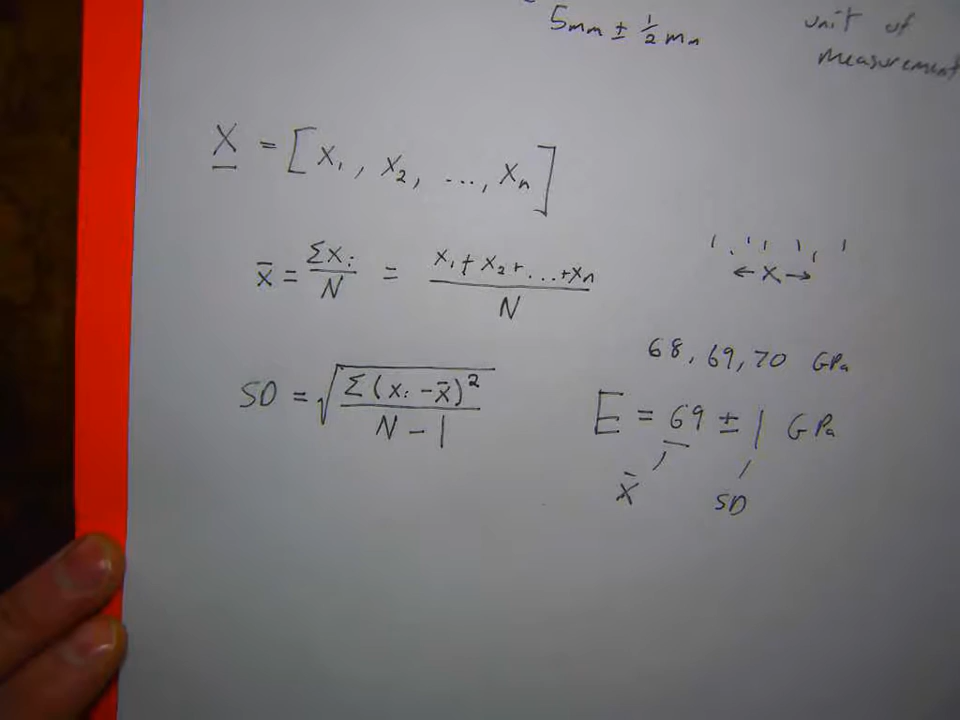 5mm ± 1/2 mm
unit of
measurement
X = [x₁, x₂, ..., xₙ]
x̄ = Σxᵢ/N = x₁+x₂+...+xₙ/N
← x →
68, 69, 70 GPa
SD = √(Σ(xᵢ - x̄)²/N - 1)
E = 69 ± 1 GPa
x̄ SD